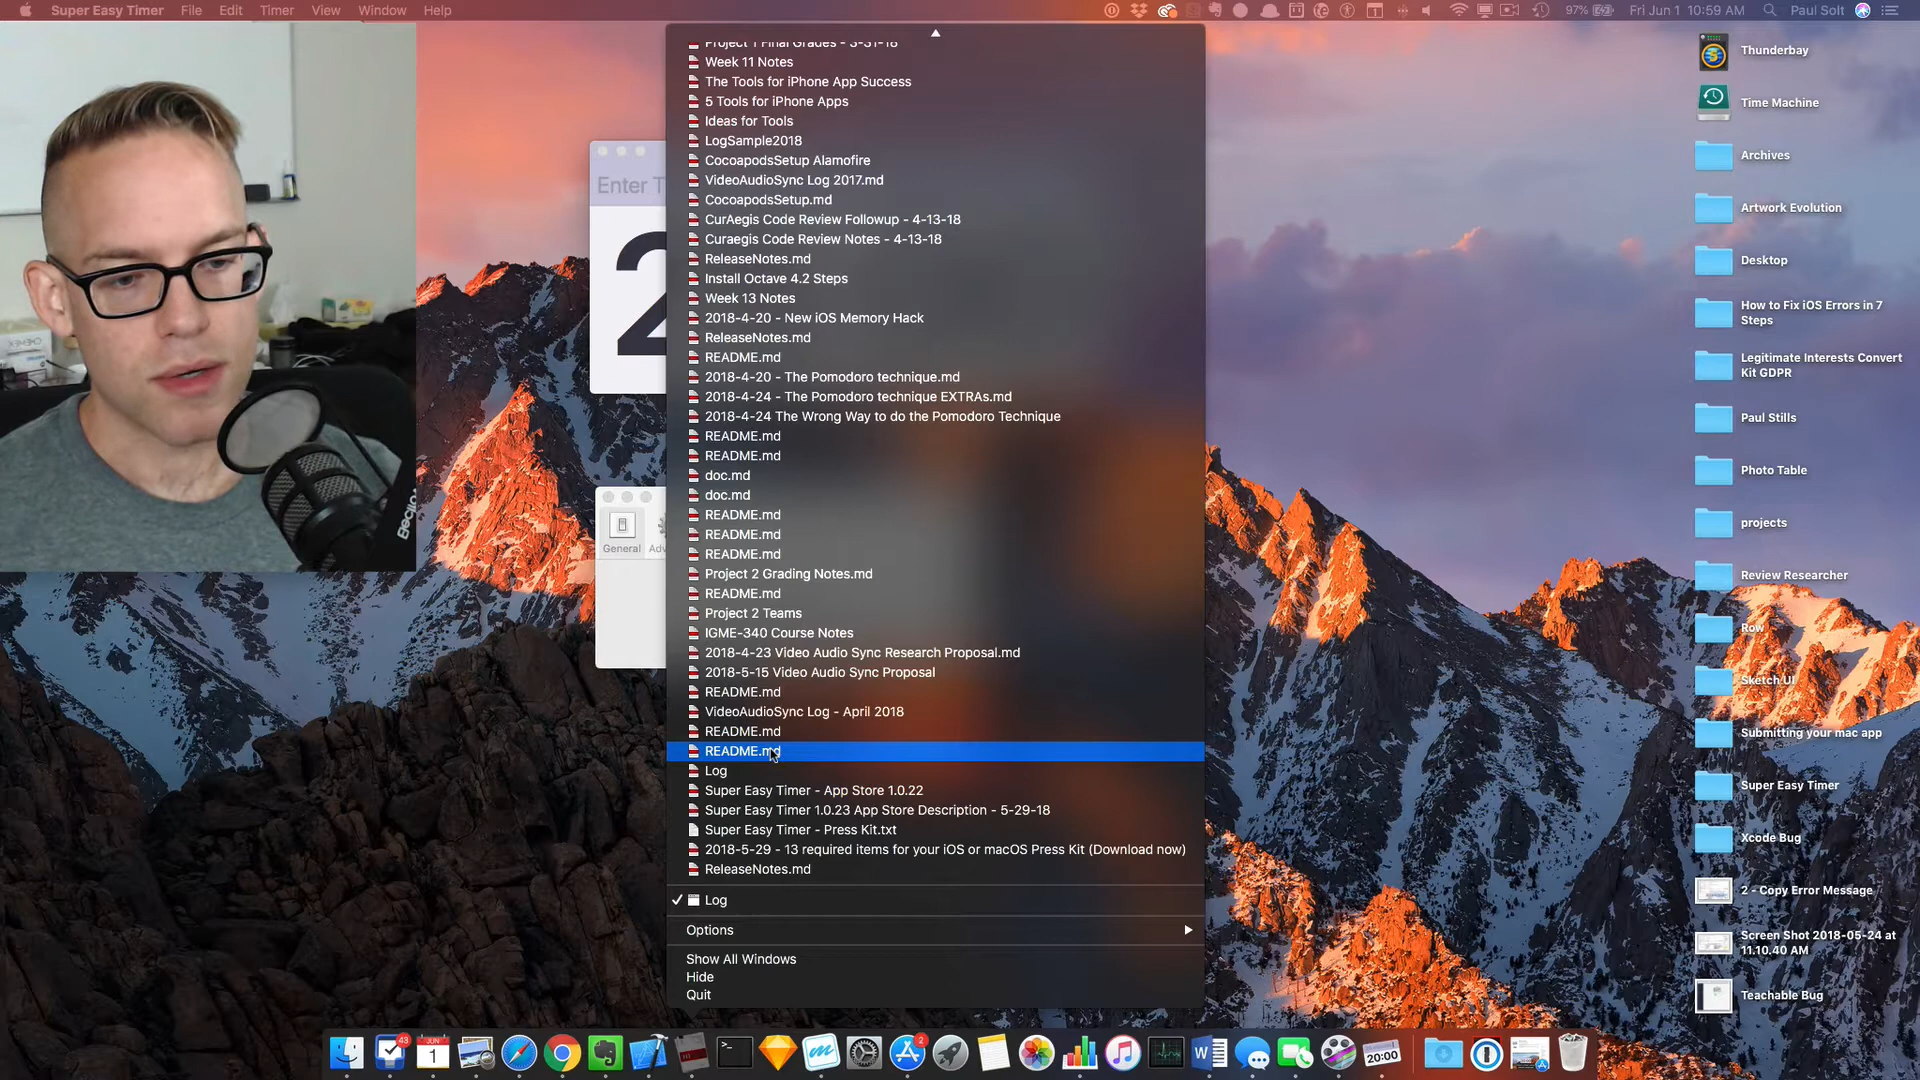 Super Easy Timer File Edit Timer View Window Help
97% Fri Jun 1 10:59 AM Paul Solt
Project 1 Final Grades - 3-31-18
Week 11 Notes
The Tools for iPhone App Success
5 Tools for iPhone Apps
Ideas for Tools
LogSample2018
CocoapodsSetup Alamofire
VideoAudioSync Log 2017.md
CocoapodsSetup.md
CurAegis Code Review Followup - 4-13-18
Curaegis Code Review Notes - 4-13-18
ReleaseNotes.md
Install Octave 4.2 Steps
Week 13 Notes
2018-4-20 - New iOS Memory Hack
ReleaseNotes.md
README.md
2018-4-20 - The Pomodoro technique.md
2018-4-24 - The Pomodoro technique EXTRAs.md
2018-4-24 The Wrong Way to do the Pomodoro Technique
README.md
README.md
doc.md
doc.md
README.md
README.md
README.md
Project 2 Grading Notes.md
README.md
Project 2 Teams
IGME-340 Course Notes
2018-4-23 Video Audio Sync Research Proposal.md
2018-5-15 Video Audio Sync Proposal
README.md
VideoAudioSync Log - April 2018
README.md
README.md
Log
Super Easy Timer - App Store 1.0.22
Super Easy Timer 1.0.23 App Store Description - 5-29-18
Super Easy Timer - Press Kit.txt
2018-5-29 - 13 required items for your iOS or macOS Press Kit (Download now)
ReleaseNotes.md
Log
Options
Show All Windows
Hide
Quit
Enter T
2
General Adv
Thunderbay
Time Machine
Archives
Artwork Evolution
Desktop
How to Fix iOS Errors in 7
Steps
Legitimate Interests Convert
Kit GDPR
Paul Stills
Photo Table
projects
Review Researcher
Row
Sketch UI
Submitting your mac app
Super Easy Timer
Xcode Bug
2 - Copy Error Message
Screen Shot 2018-05-24 at
11.10.40 AM
Teachable Bug
43
JUN
1
2
20:00